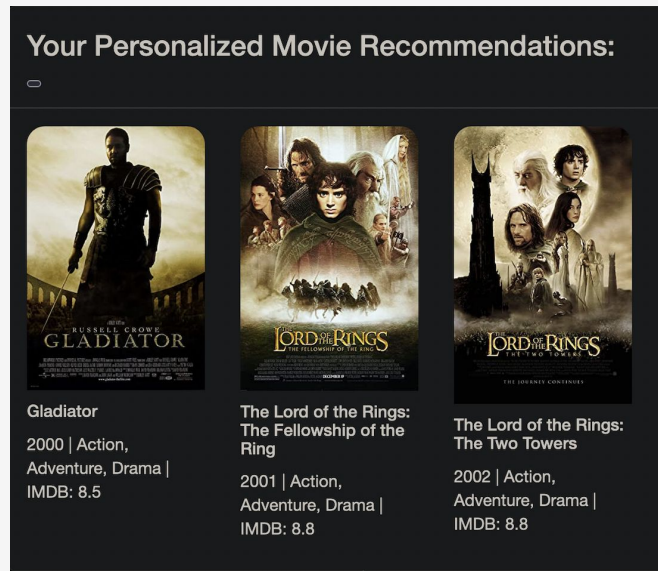 Your Personalized Movie Recommendations:
RUSSELL CROWE
GLADIATOR
THE
LORD OF THE RINGS
THE FELLOWSHIP OF THE RING
THE
LORD OF THE RINGS
THE TWO TOWERS
THE JOURNEY CONTINUES
Gladiator
2000 | Action,
Adventure, Drama |
IMDB: 8.5
The Lord of the Rings:
The Fellowship of the
Ring
2001 | Action,
Adventure, Drama |
IMDB: 8.8
The Lord of the Rings:
The Two Towers
2002 | Action,
Adventure, Drama |
IMDB: 8.8